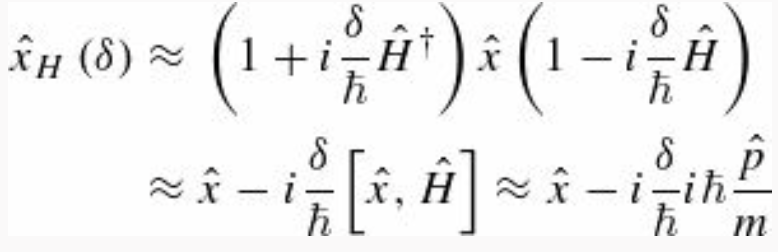 x̂_H (δ) ≈ (1 + i δ/ħ Ĥ†) x̂ (1 − i δ/ħ Ĥ)
≈ x̂ − i δ/ħ [x̂, Ĥ] ≈ x̂ − i δ/ħ iħ p̂/m